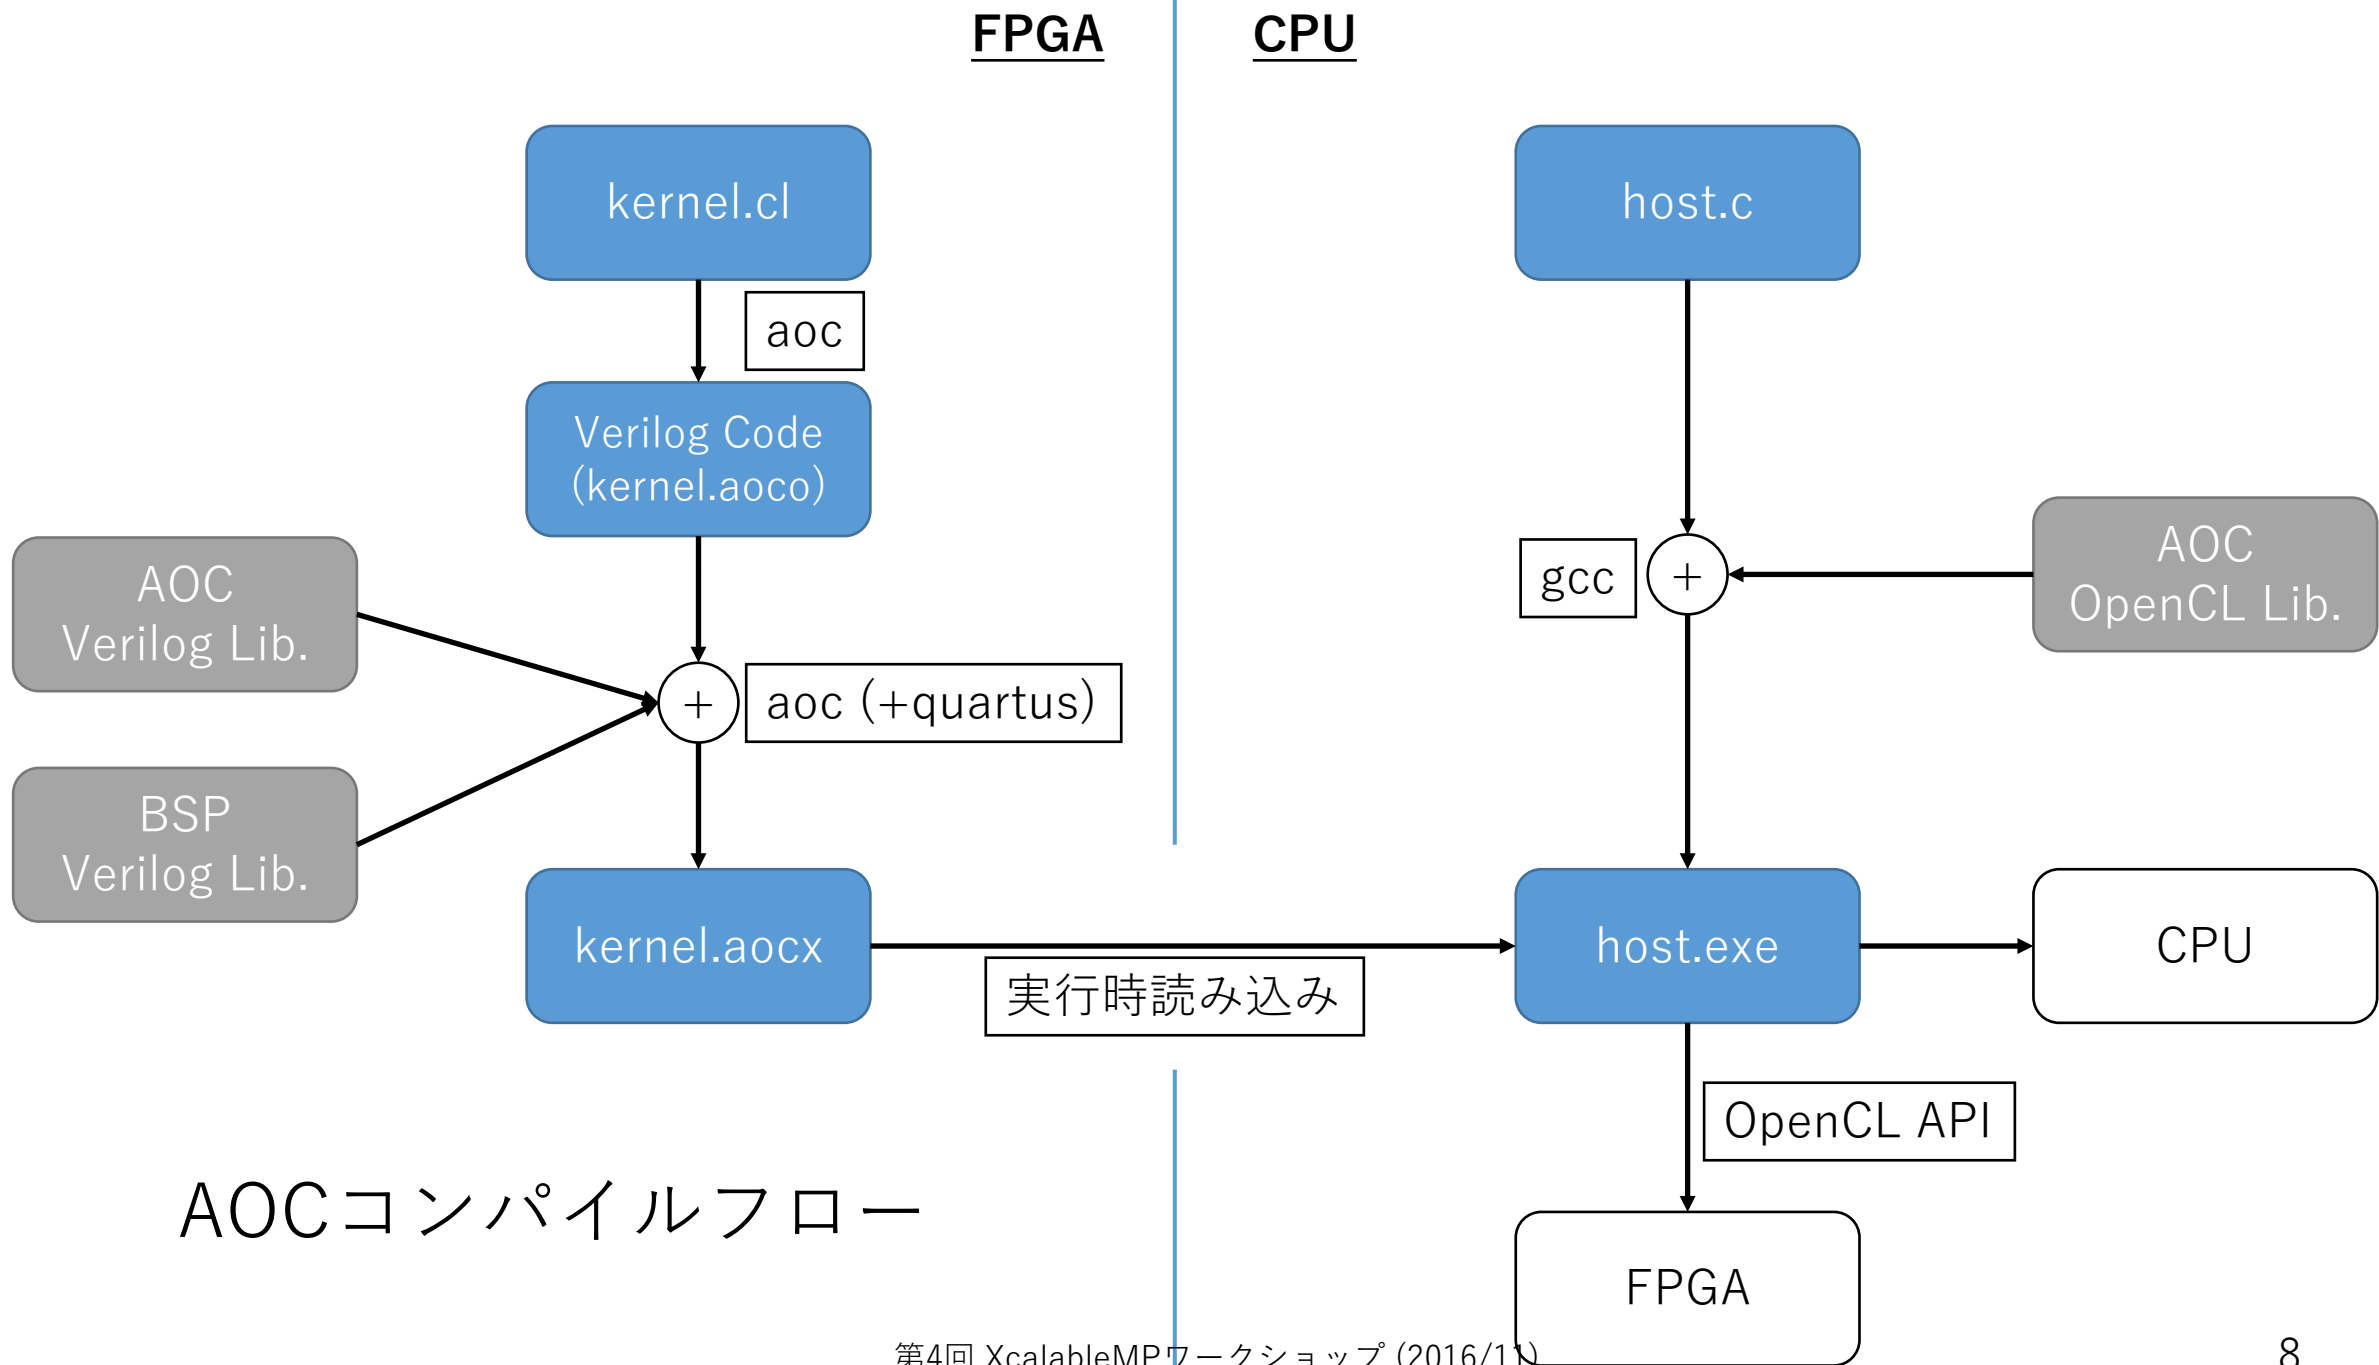 FPGA
CPU
kernel.cl
host.c
aoc
Verilog Code
(kernel.aoco)
AOC
Verilog Lib.
gcc
+
AOC
OpenCL Lib.
+
aoc (+quartus)
BSP
Verilog Lib.
kernel.aocx
host.exe
CPU
実行時読み込み
OpenCL API
AOCコンパイルフロー
FPGA
第4回 XcalableMPワークショップ (2016/11)
8